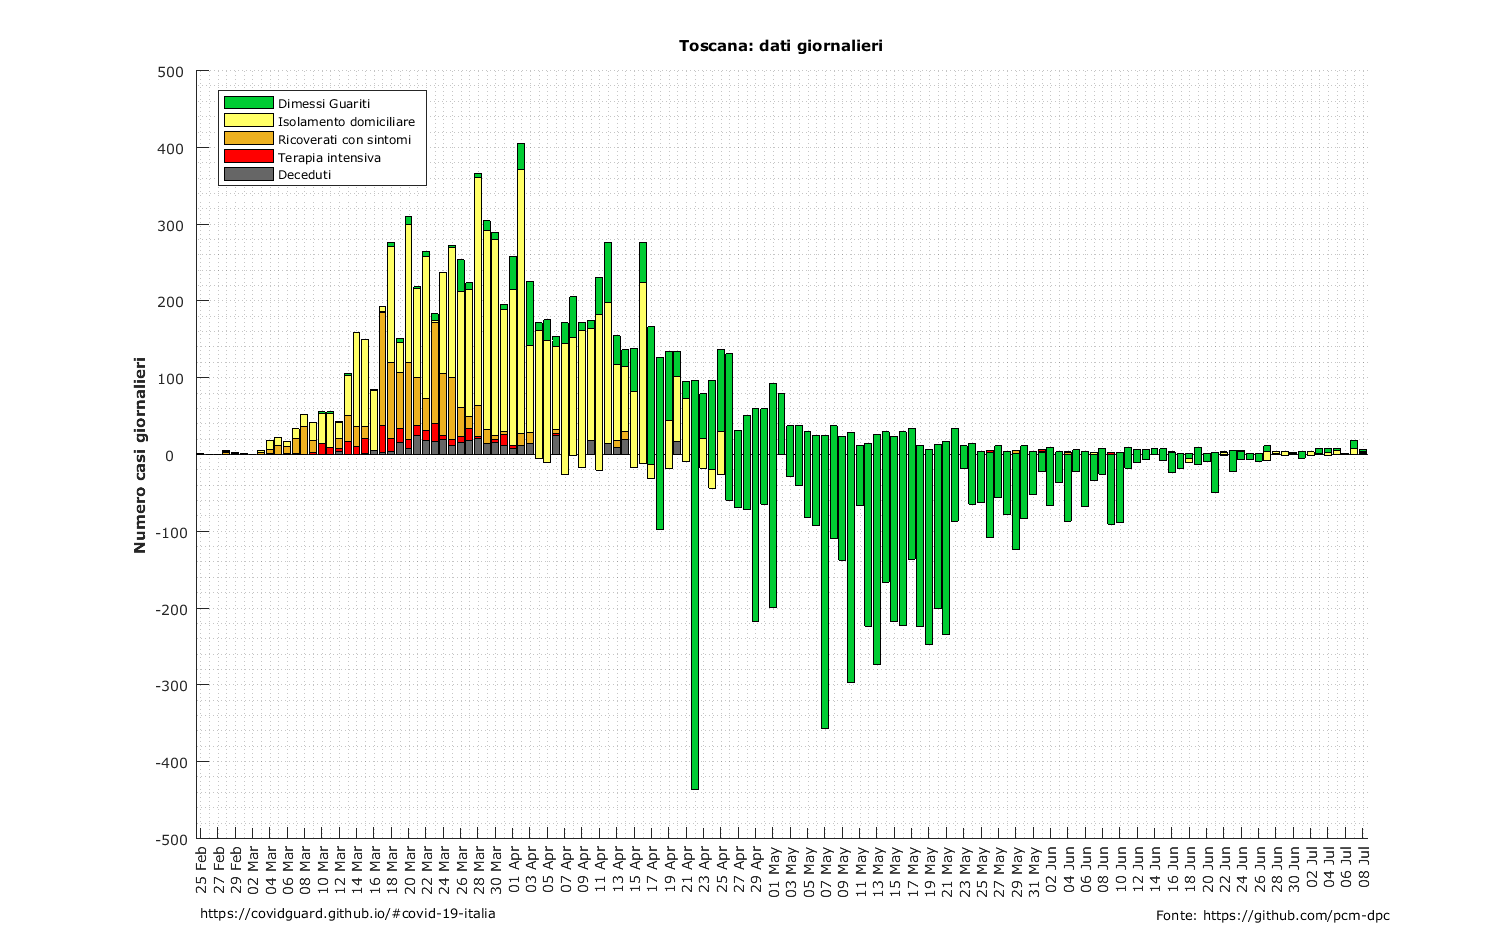 Toscana: dati giornalieri
500
400
300
200
100
0
-100
-200
-300
-400
-500
Numero casi giornalieri
Dimessi Guariti
Isolamento domiciliare
Ricoverati con sintomi
Terapia intensiva
Deceduti
25 Feb
27 Feb
29 Feb
02 Mar
04 Mar
06 Mar
08 Mar
10 Mar
12 Mar
14 Mar
16 Mar
18 Mar
20 Mar
22 Mar
24 Mar
26 Mar
28 Mar
30 Mar
01 Apr
03 Apr
05 Apr
07 Apr
09 Apr
11 Apr
13 Apr
15 Apr
17 Apr
19 Apr
21 Apr
23 Apr
25 Apr
27 Apr
29 Apr
01 May
03 May
05 May
07 May
09 May
11 May
13 May
15 May
17 May
19 May
21 May
23 May
25 May
27 May
29 May
31 May
02 Jun
04 Jun
06 Jun
08 Jun
10 Jun
12 Jun
14 Jun
16 Jun
18 Jun
20 Jun
22 Jun
24 Jun
26 Jun
28 Jun
30 Jun
02 Jul
04 Jul
06 Jul
08 Jul
https://covidguard.github.io/#covid-19-italia
Fonte: https://github.com/pcm-dpc